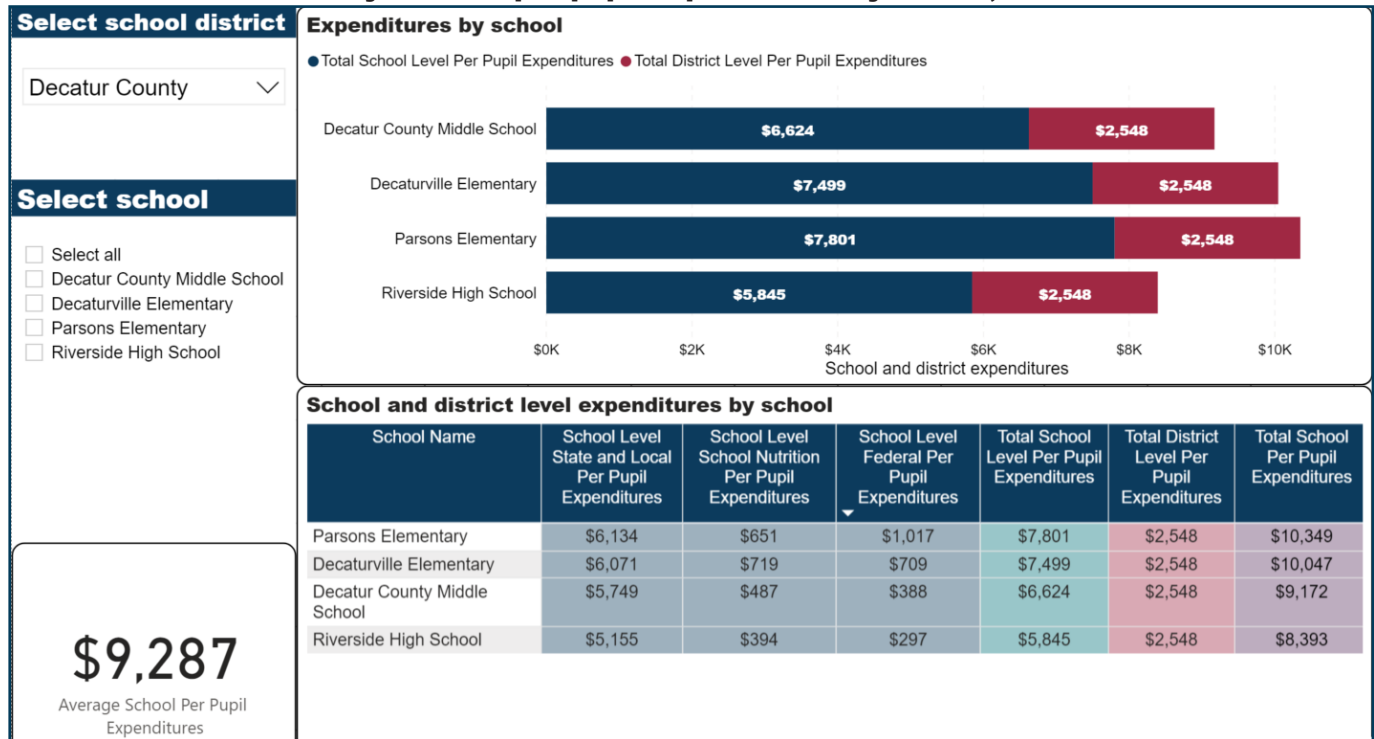 Select school district
Decatur County
Select school
Select all
Decatur County Middle School
Decaturville Elementary
Parsons Elementary
Riverside High School
$9,287
Average School Per Pupil
Expenditures
Expenditures by school
Total School Level Per Pupil Expenditures Total District Level Per Pupil Expenditures
Decatur County Middle School $6,624 $2,548
Decaturville Elementary $7,499 $2,548
Parsons Elementary $7,801 $2,548
Riverside High School $5,845 $2,548
$0K $2K $4K $6K $8K $10K
School and district expenditures
School and district level expenditures by school
School Name School Level School Level School Level Total School Total District Total School
State and Local School Nutrition Federal Per Level Per Pupil Level Per Per Pupil
Per Pupil Per Pupil Pupil Expenditures Pupil Expenditures
Expenditures Expenditures Expenditures Expenditures
Parsons Elementary $6,134 $651 $1,017 $7,801 $2,548 $10,349
Decaturville Elementary $6,071 $719 $709 $7,499 $2,548 $10,047
Decatur County Middle $5,749 $487 $388 $6,624 $2,548 $9,172
School
Riverside High School $5,155 $394 $297 $5,845 $2,548 $8,393